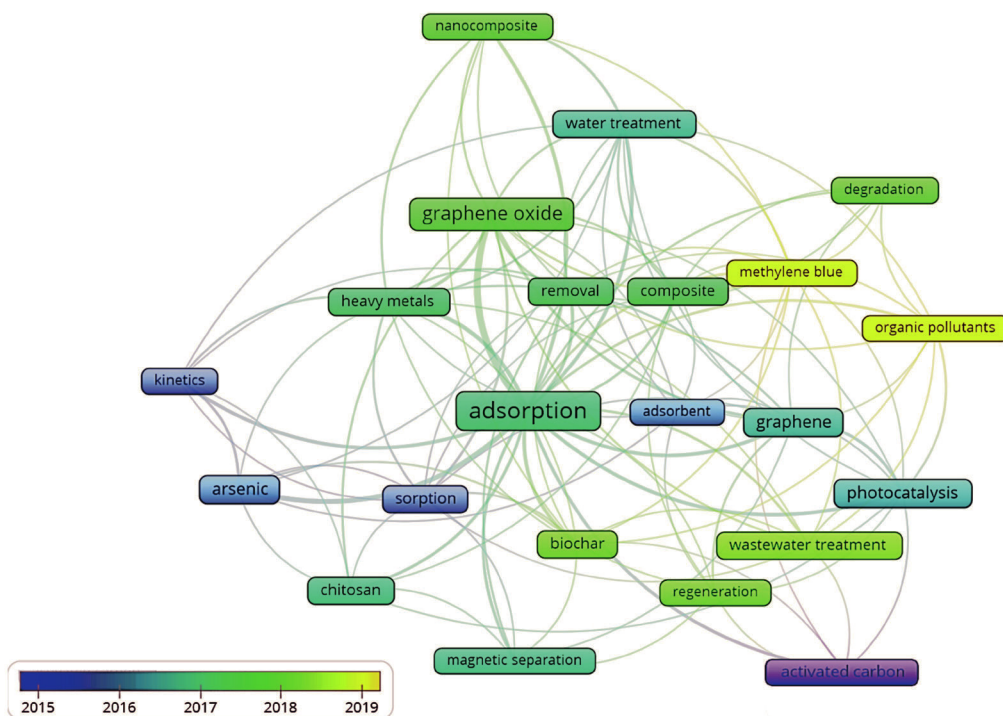 nanocomposite
water treatment
degradation
graphene oxide
methylene blue
heavy metals
removal
composite
organic pollutants
kinetics
adsorption
adsorbent
graphene
arsenic
sorption
photocatalysis
biochar
wastewater treatment
chitosan
regeneration
magnetic separation
activated carbon
2015 2016 2017 2018 2019